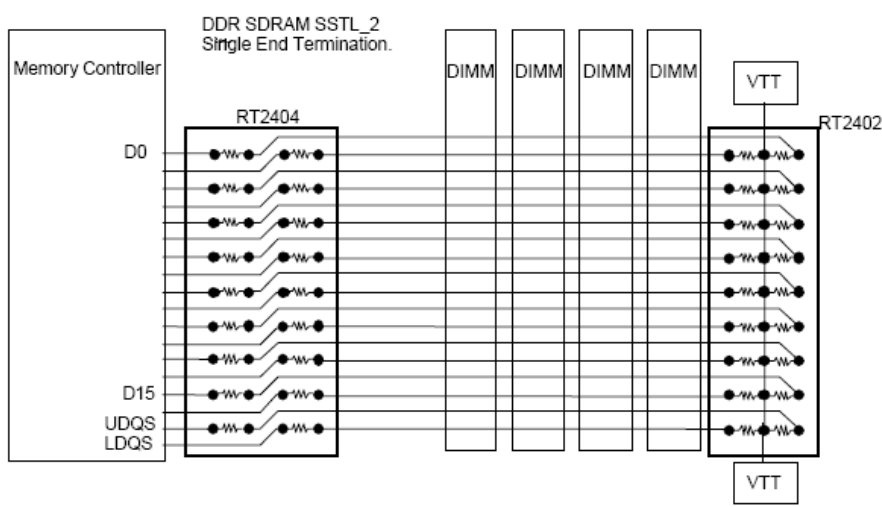 DDR SDRAM SSTL_2
Single End Termination.
Memory Controller
DIMM
DIMM
DIMM
DIMM
VTT
RT2404
RT2402
D0
D15
UDQS
LDQS
VTT